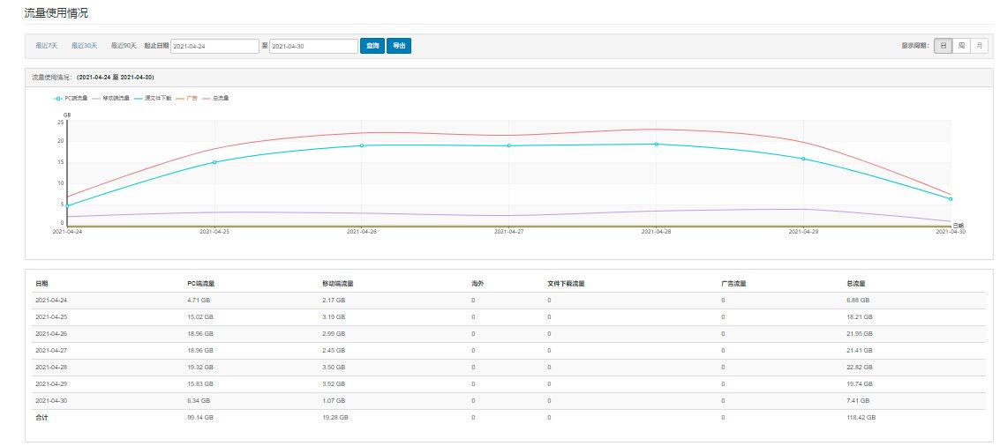 流量使用情况
最近7天 最近30天 最近90天 起止日期 2021-04-24 至 2021-04-30 查询 导出 显示周期： 日 周 月
流量使用情况： (2021-04-24 至 2021-04-30)
PC端流量 移动端流量 源文件下载 广告 总流量
GB
25
20
15
10
5
0
日期
2021-04-24 2021-04-25 2021-04-26 2021-04-27 2021-04-28 2021-04-29 2021-04-30
日期 PC端流量 移动端流量 海外 文件下载流量 广告流量 总流量
2021-04-24 4.71 GB 2.17 GB 0 0 0 6.88 GB
2021-04-25 15.02 GB 3.19 GB 0 0 0 18.21 GB
2021-04-26 18.96 GB 2.99 GB 0 0 0 21.95 GB
2021-04-27 18.96 GB 2.45 GB 0 0 0 21.41 GB
2021-04-28 19.32 GB 3.50 GB 0 0 0 22.82 GB
2021-04-29 15.83 GB 3.92 GB 0 0 0 19.74 GB
2021-04-30 6.34 GB 1.07 GB 0 0 0 7.41 GB
合计 99.14 GB 19.28 GB 0 0 0 118.42 GB